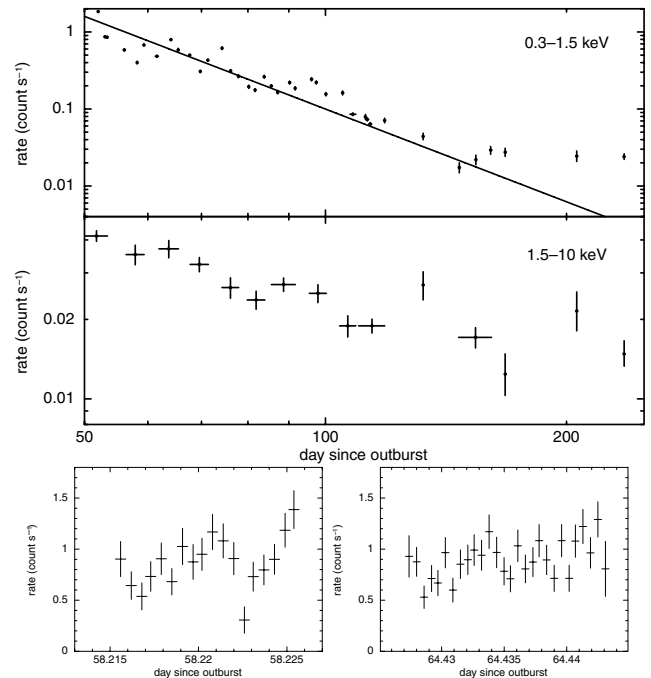 1
0.3–1.5 keV
0.1
rate (count s⁻¹)
0.01
1.5–10 keV
0.02
rate (count s⁻¹)
0.01
50
100
200
day since outburst
1.5
1
0.5
0
rate (count s⁻¹)
58.215
58.22
58.225
day since outburst
1.5
1
0.5
0
rate (count s⁻¹)
64.43
64.435
64.44
day since outburst